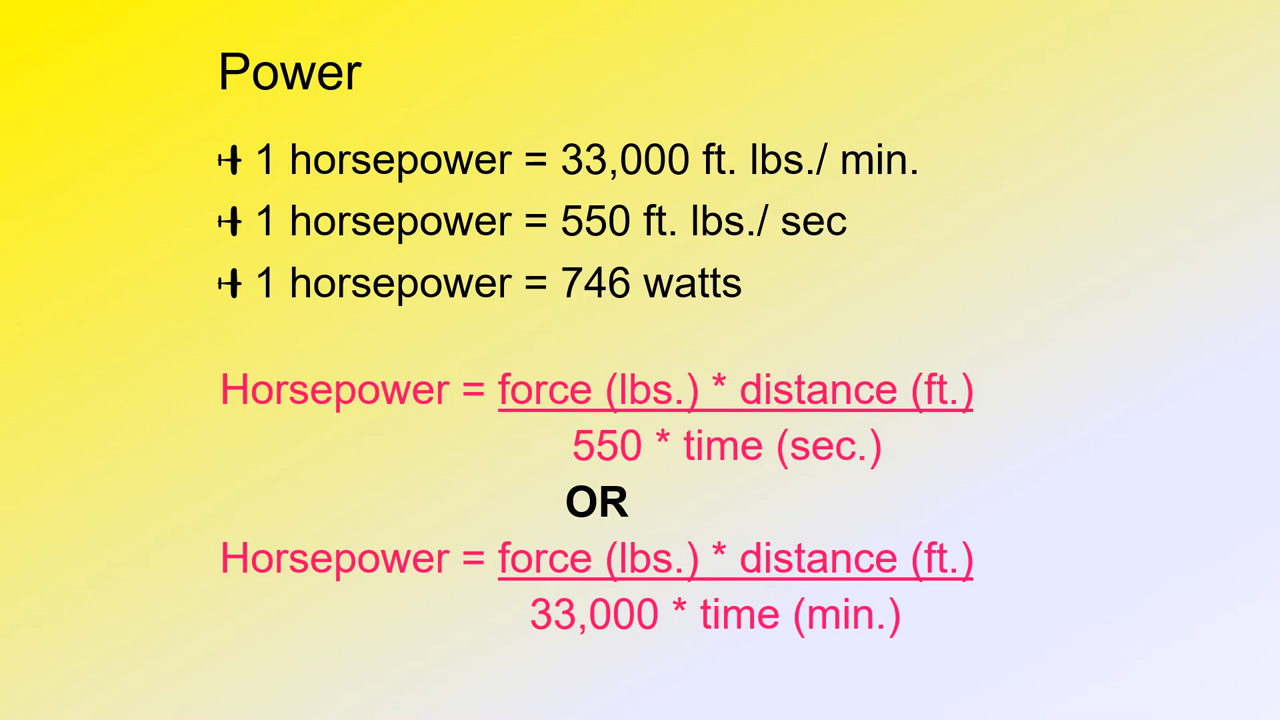 Power
1 horsepower = 33,000 ft. lbs./ min.
1 horsepower = 550 ft. lbs./ sec
1 horsepower = 746 watts
Horsepower = force (lbs.) * distance (ft.)
550 * time (sec.)
OR
Horsepower = force (lbs.) * distance (ft.)
33,000 * time (min.)